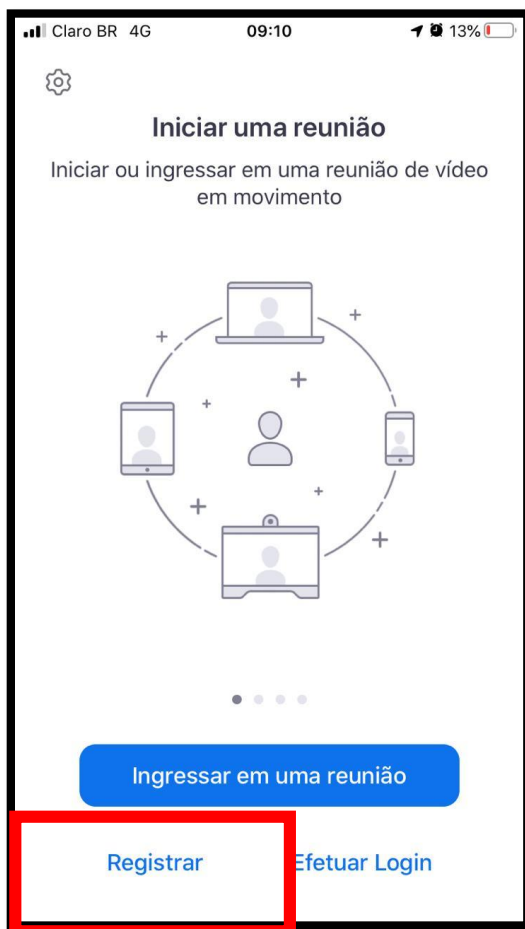 Claro BR 4G 09:10 13%
Iniciar uma reunião
Iniciar ou ingressar em uma reunião de vídeo
em movimento
Ingressar em uma reunião
Registrar Efetuar Login